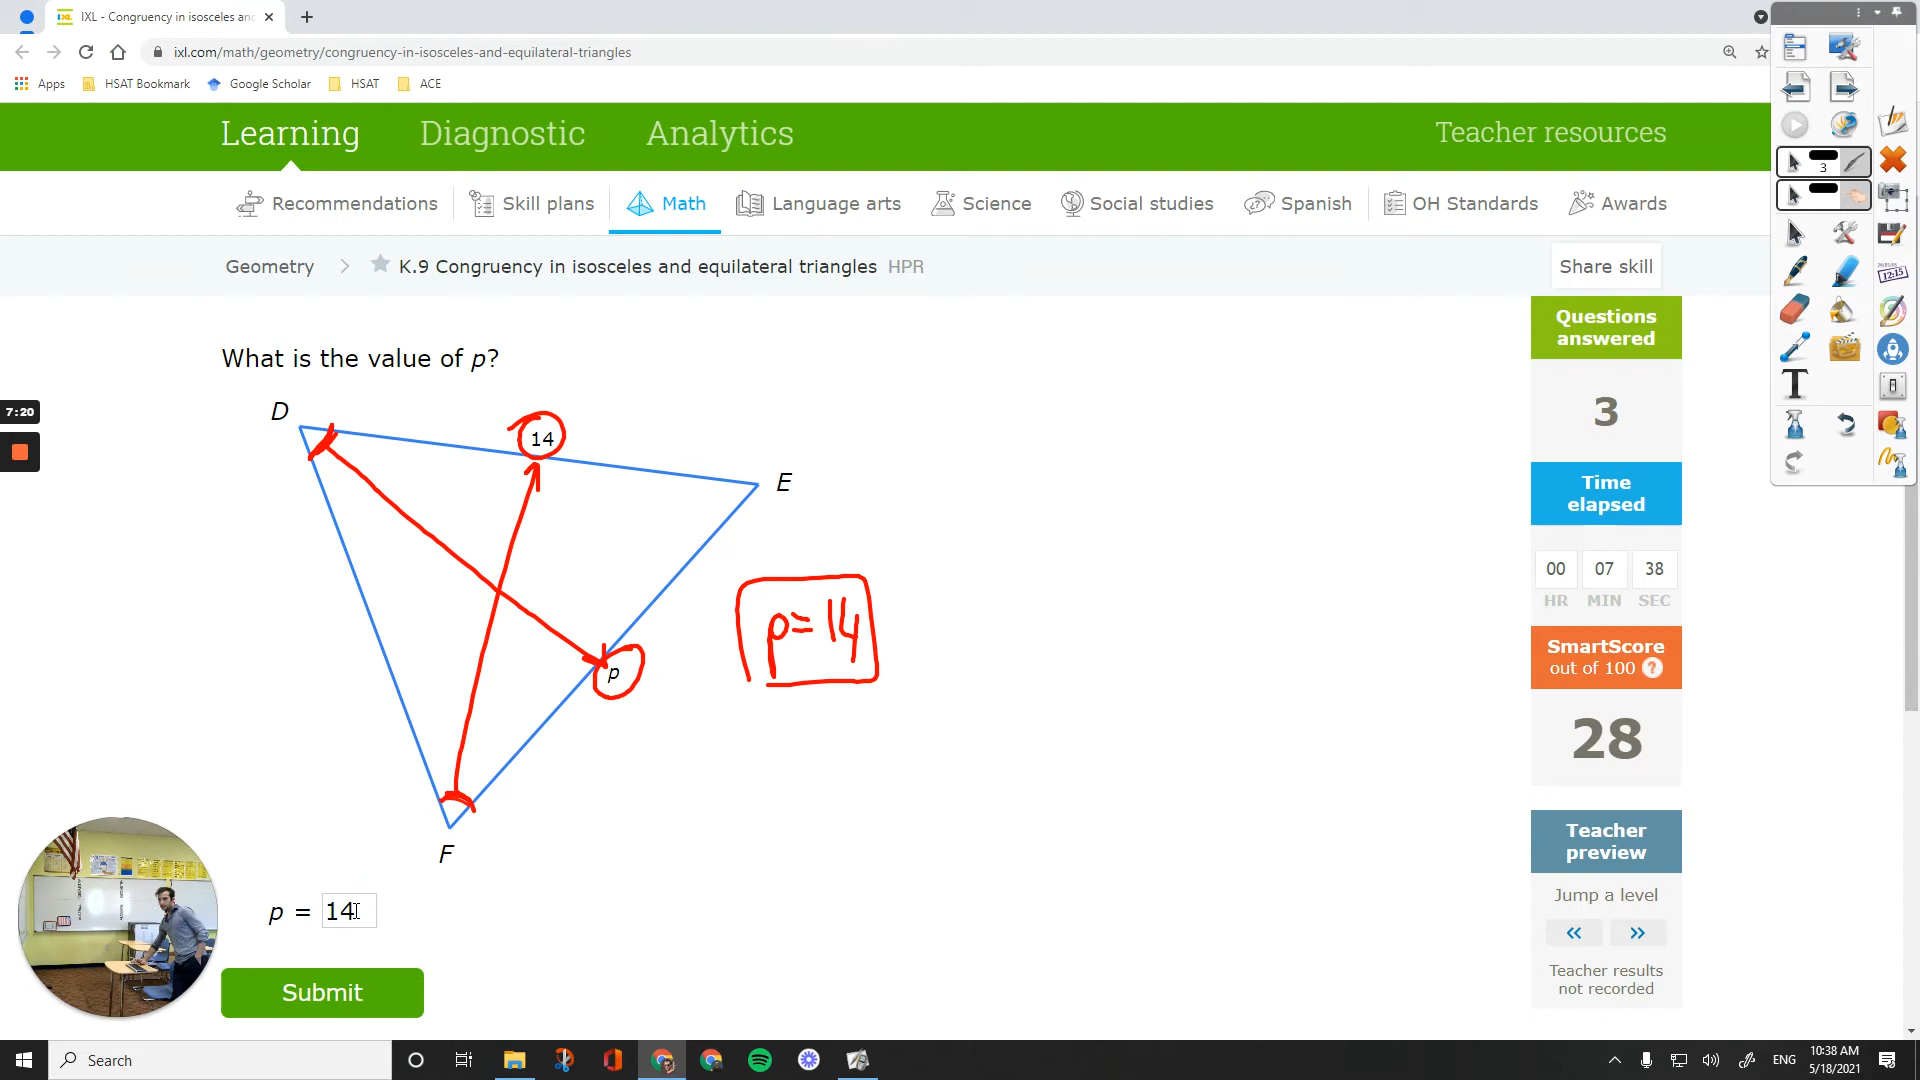 IXL - Congruency in isosceles and
ixl.com/math/geometry/congruency-in-isosceles-and-equilateral-triangles
Apps HSAT Bookmark Google Scholar HSAT ACE
Learning Diagnostic Analytics Teacher resources
Recommendations Skill plans Math Language arts Science Social studies Spanish OH Standards Awards
Geometry > K.9 Congruency in isosceles and equilateral triangles HPR
Share skill
What is the value of p?
D
14
E
p
F
p=14
p = 14
Submit
7:20
Questions
answered
3
Time
elapsed
00 07 38
HR MIN SEC
SmartScore
out of 100 ?
28
Teacher
preview
Jump a level
<< >>
Teacher results
not recorded
3
12:15
T
Search
ENG
10:38 AM
5/18/2021